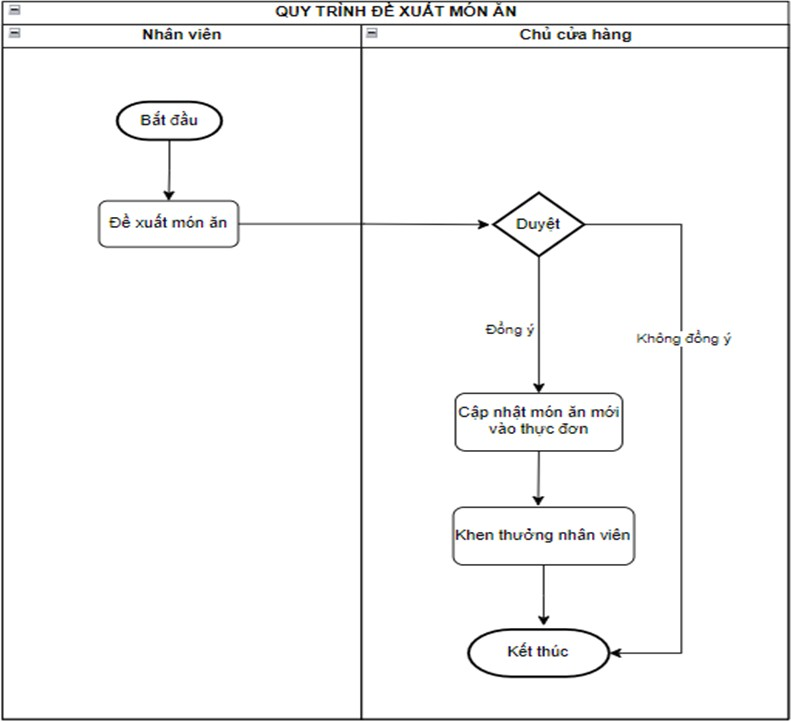 QUY TRÌNH ĐỀ XUẤT MÓN ĂN
Nhân viên
Chủ cửa hàng
Bắt đầu
Đề xuất món ăn
Duyệt
Đồng ý
Không đồng ý
Cập nhật món ăn mới
vào thực đơn
Khen thưởng nhân viên
Kết thúc